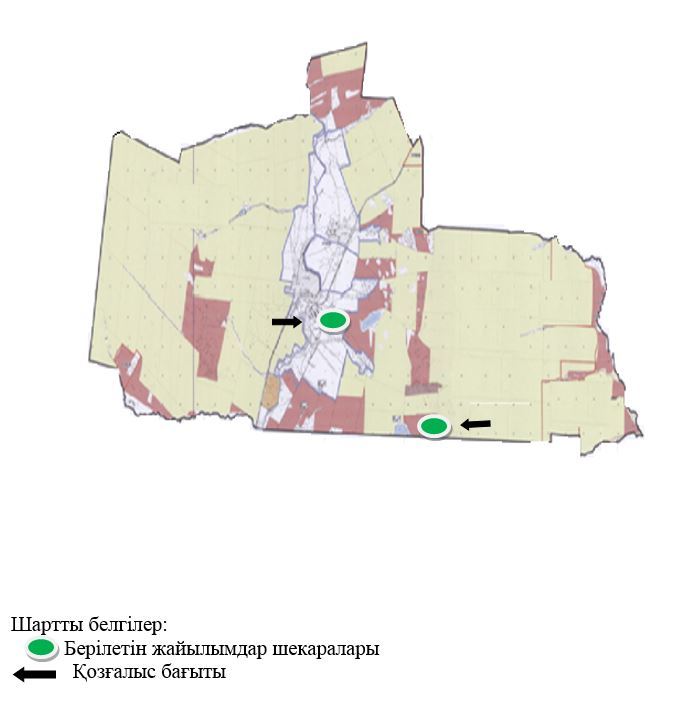 Шартты белгілер:
Берілетін жайылымдар шекаралары
Қозғалыс бағыты